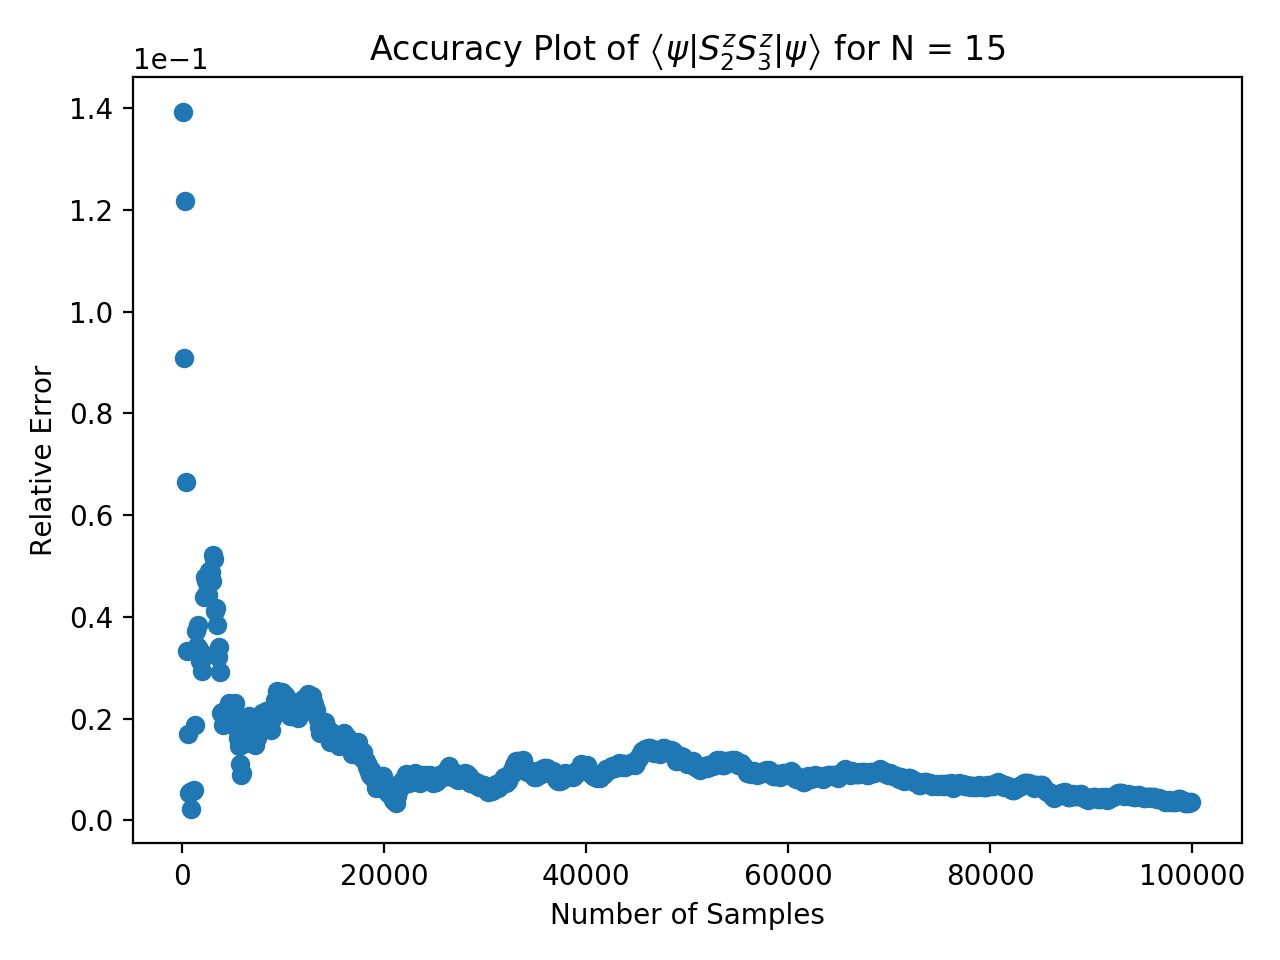 Accuracy Plot of ⟨ψ|S₂ᶻS₃ᶻ|ψ⟩ for N = 15
1e−1
1.4
1.2
1.0
0.8
0.6
0.4
0.2
0.0
Relative Error
0 20000 40000 60000 80000 100000
Number of Samples